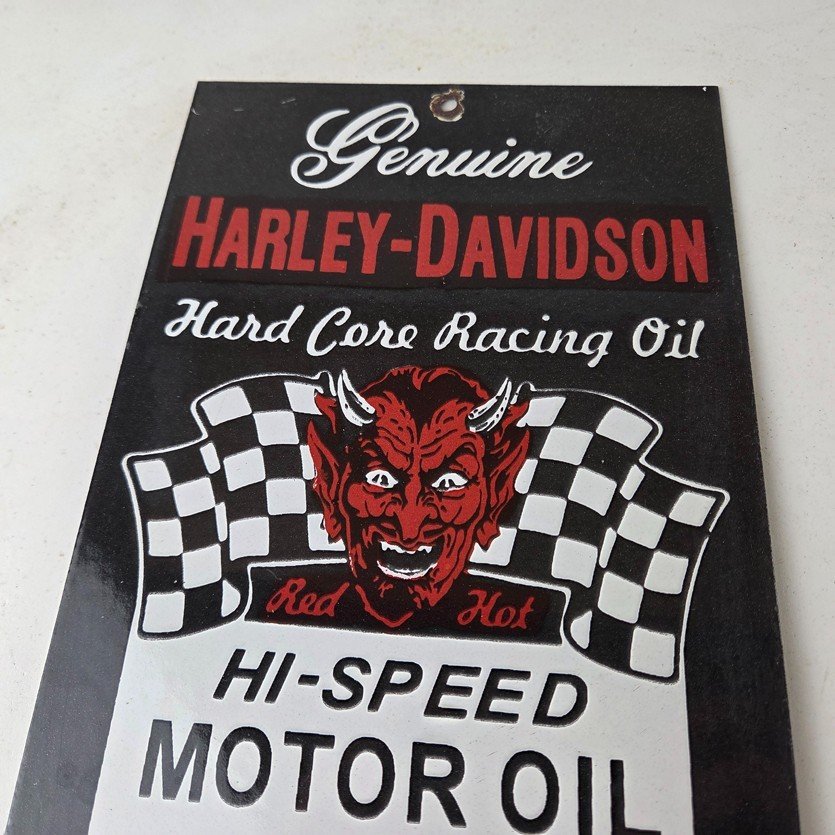 Genuine
HARLEY-DAVIDSON
Hard Core Racing Oil
Red Hot
HI-SPEED
MOTOR OIL